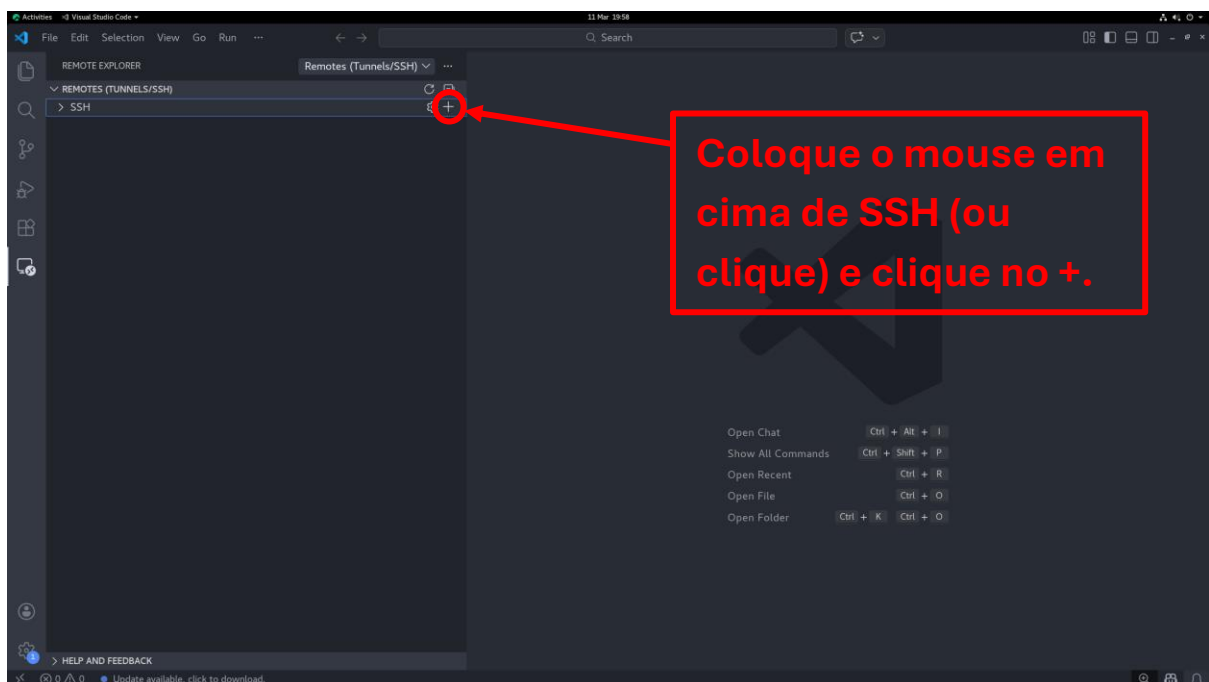 Activities Visual Studio Code
11 Mar 19:58
File Edit Selection View Go Run ···
Search
REMOTE EXPLORER
Remotes (Tunnels/SSH) ···
REMOTES (TUNNELS/SSH)
SSH
Coloque o mouse em
cima de SSH (ou
clique) e clique no +.
Open Chat Ctrl + Alt + I
Show All Commands Ctrl + Shift + P
Open Recent Ctrl + R
Open File Ctrl + O
Open Folder Ctrl + K Ctrl + O
1
HELP AND FEEDBACK
0 0 Update available, click to download.